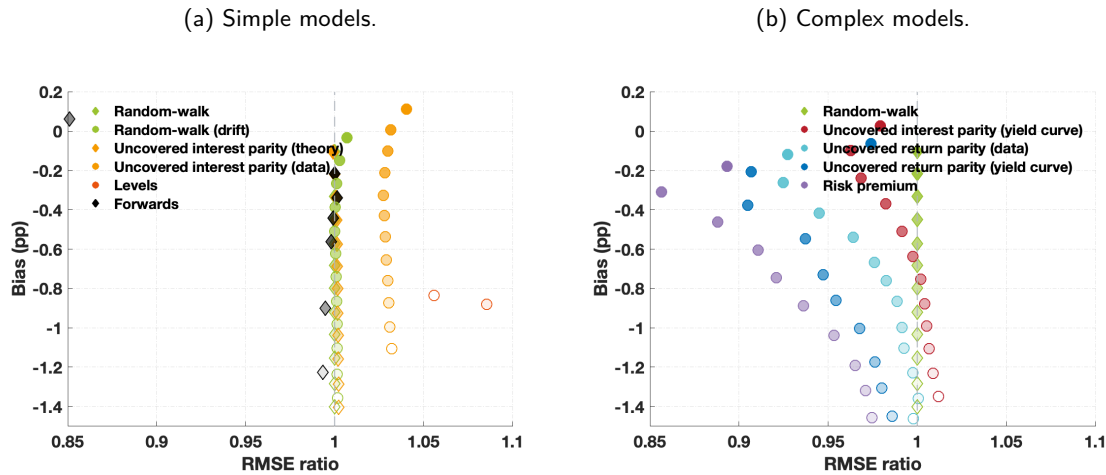 (a) Simple models.
(b) Complex models.
Bias (pp)
0.2
0
-0.2
-0.4
-0.6
-0.8
-1
-1.2
-1.4
Random-walk
Random-walk (drift)
Uncovered interest parity (theory)
Uncovered interest parity (data)
Levels
Forwards
0.85
0.9
0.95
1
1.05
1.1
RMSE ratio
Bias (pp)
0.2
0
-0.2
-0.4
-0.6
-0.8
-1
-1.2
-1.4
Random-walk
Uncovered interest parity (yield curve)
Uncovered return parity (data)
Uncovered return parity (yield curve)
Risk premium
0.85
0.9
0.95
1
1.05
1.1
RMSE ratio